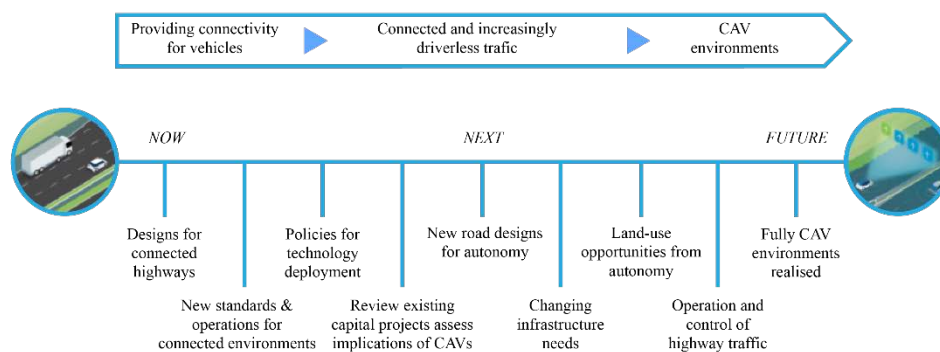 Providing connectivity
for vehicles
Connected and increasingly
driverless trafic
CAV
environments
NOW
NEXT
FUTURE
Designs for
connected
highways
New standards &
operations for
connected environments
Policies for
technology
deployment
Review existing
capital projects assess
implications of CAVs
New road designs
for autonomy
Changing
infrastructure
needs
Land-use
opportunities from
autonomy
Operation and
control of
highway traffic
Fully CAV
environments
realised